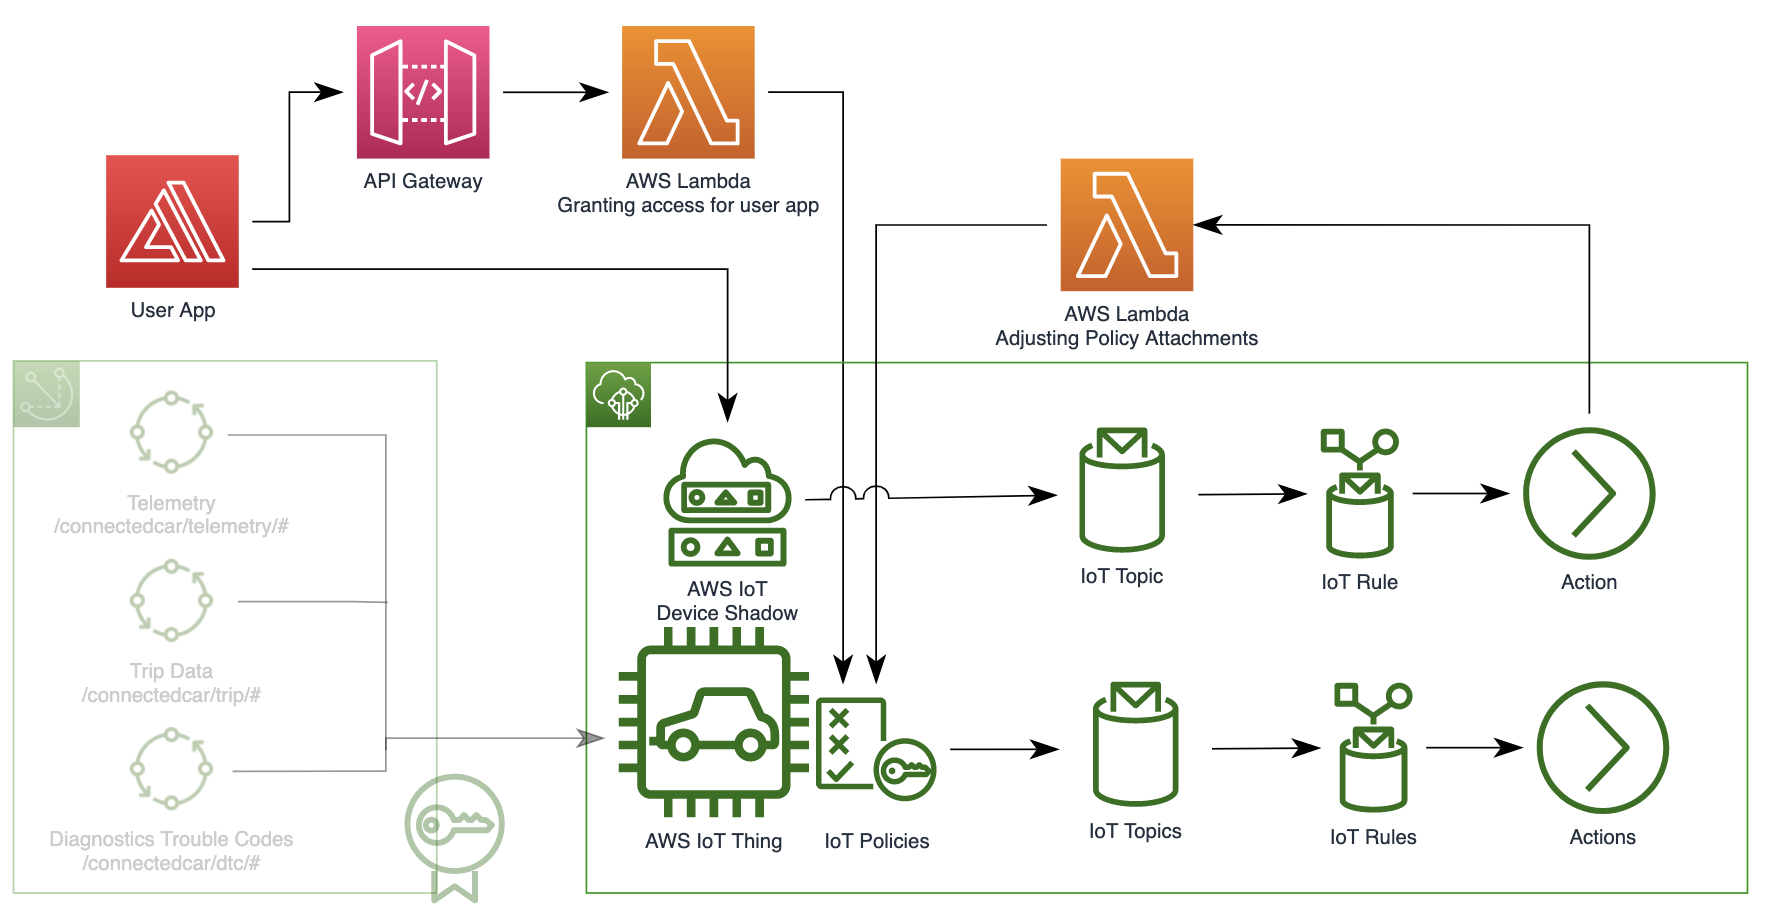 API Gateway
AWS Lambda
Granting access for user app
User App
AWS Lambda
Adjusting Policy Attachments
Telemetry
/connectedcar/telemetry/#
Trip Data
/connectedcar/trip/#
Diagnostics Trouble Codes
/connectedcar/dtc/#
AWS IoT
Device Shadow
IoT Topic
IoT Rule
Action
AWS IoT Thing
IoT Policies
IoT Topics
IoT Rules
Actions